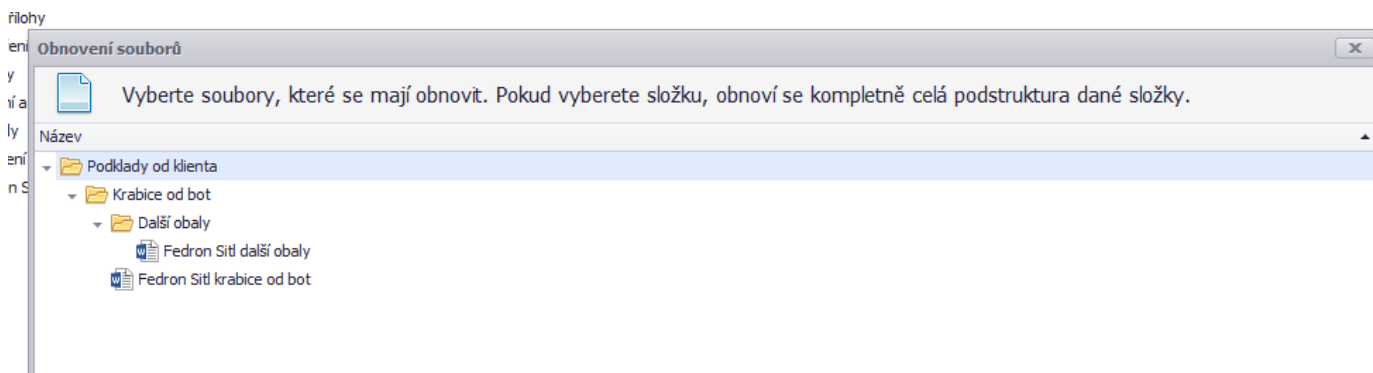 řílohy
Obnovení souborů
Vyberte soubory, které se mají obnovit. Pokud vyberete složku, obnoví se kompletně celá podstruktura dané složky.
Název
Podklady od klienta
Krabice od bot
Další obaly
Fedron Sitl další obaly
Fedron Sitl krabice od bot